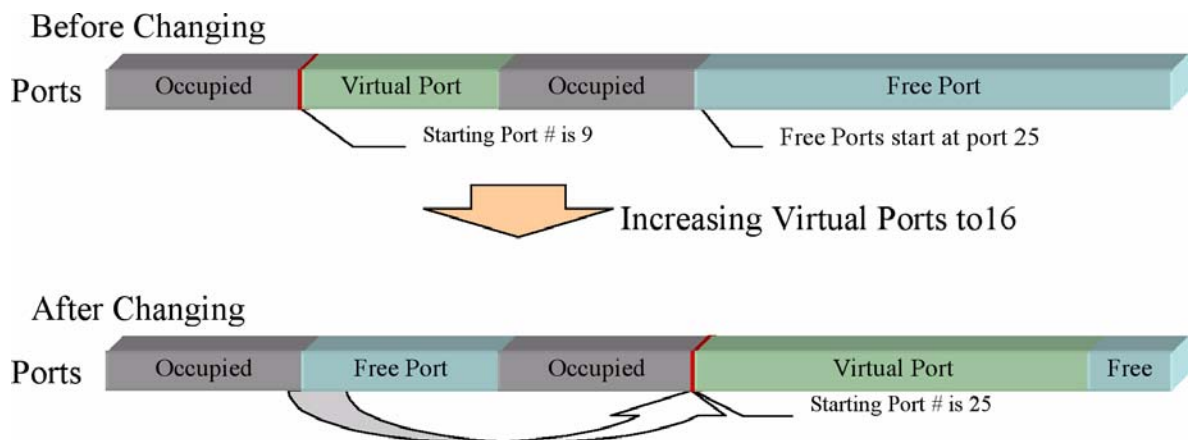 Before Changing
Ports Occupied Virtual Port Occupied Free Port
Starting Port # is 9 Free Ports start at port 25
Increasing Virtual Ports to16
After Changing
Ports Occupied Free Port Occupied Virtual Port Free
Starting Port # is 25